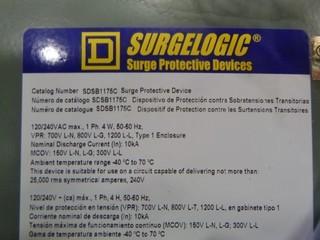 SURGELOGIC®
Surge Protective Devices
Catalog Number SDSB1175C Surge Protective Device
Número de catálogo SDSB1175C Dispositivo de Protección contra Sobretensiones Transitorias
Numéro de catalogue SDSB1175C Dispositif de Protection contre les Surtensions Transitoires
120/240VAC max., 1 Ph, 4 W, 50-60 Hz,
VPR: 700V L-N, 800V L-G, 1200 L-L, Type 1 Enclosure
Nominal Discharge Current (In): 10kA
MCOV: 150V L-N, L-G; 300V L-L
Ambient temperature range -40 °C to 70 °C
This device is suitable for use on a circuit capable of delivering not more than:
25,000 rms symmetrical amperes, 240V
120/240V ~ (ca) máx., 1 Ph, 4 H, 50-60 Hz,
Nivel de protección en tensión (VPR): 700V L-N, 800V L-T, 1200 L-L, en gabinete tipo 1
Corriente nominal de descarga (In): 10kA
Tensión máxima de funcionamiento continuo (MCOV): 150V L-N, L-G; 300V L-L
Gama de temperatura ambiente -40 °C to 70 °C